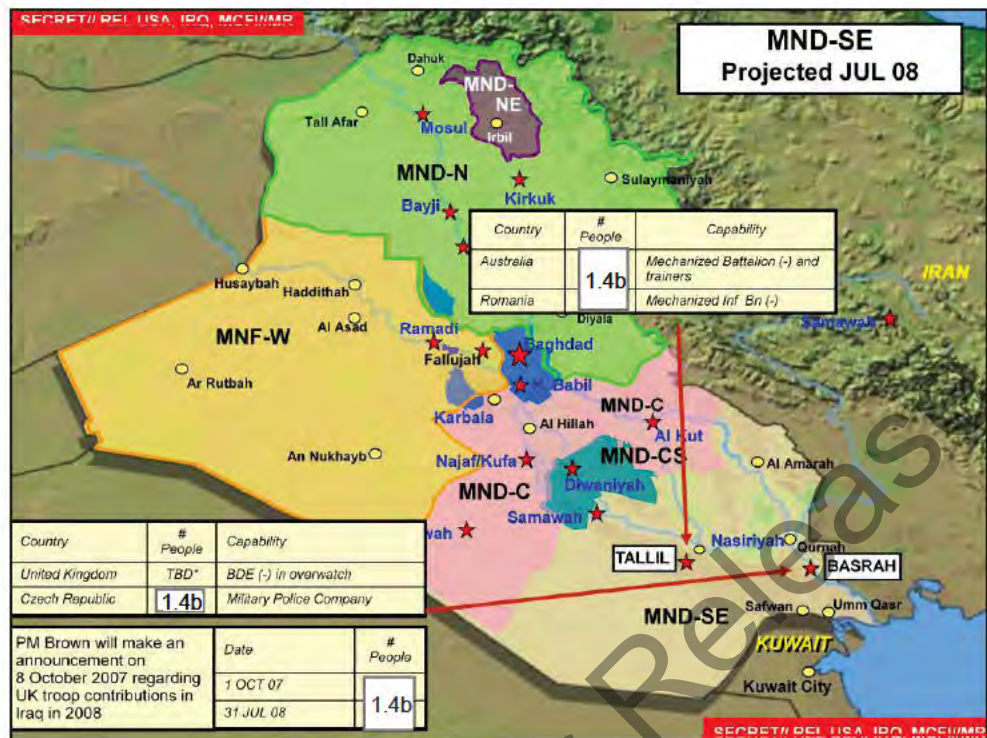 SECRET// REL USA, IRQ, MCFI//MR
MND-SE
Projected JUL 08
Dahuk
MND-
NE
Tall Afar
Mosul
Irbil
MND-N
Sulaymaniyah
Kirkuk
Bayji
Country # People Capability
Australia 1.4b Mechanized Battalion (-) and trainers
Romania Mechanized Inf Bn (-)
IRAN
Husaybah
Haddithah
Diyala
Samawah
Al Asad
MNF-W
Ramadi
Baghdad
Fallujah
Ar Rutbah
N. Babil
Karbala
MND-C
Al Hillah
Al Kut
An Nukhayb
MND-CS
Najaf/Kufa
Al Amarah
Diwaniyah
MND-C
Samawah
wah
Nasiriyah
Qurnah
TALLIL
BASRAH
Country # People Capability
United Kingdom TBD* BDE (-) in overwatch
Czech Republic 1.4b Military Police Company
MND-SE
Safwan
Umm Qasr
KUWAIT
Kuwait City
PM Brown will make an
announcement on
8 October 2007 regarding
UK troop contributions in
Iraq in 2008
Date # People
1 OCT 07 1.4b
31 JUL 08
Releas
SECRET// REL USA, IRQ, MCFI//MR